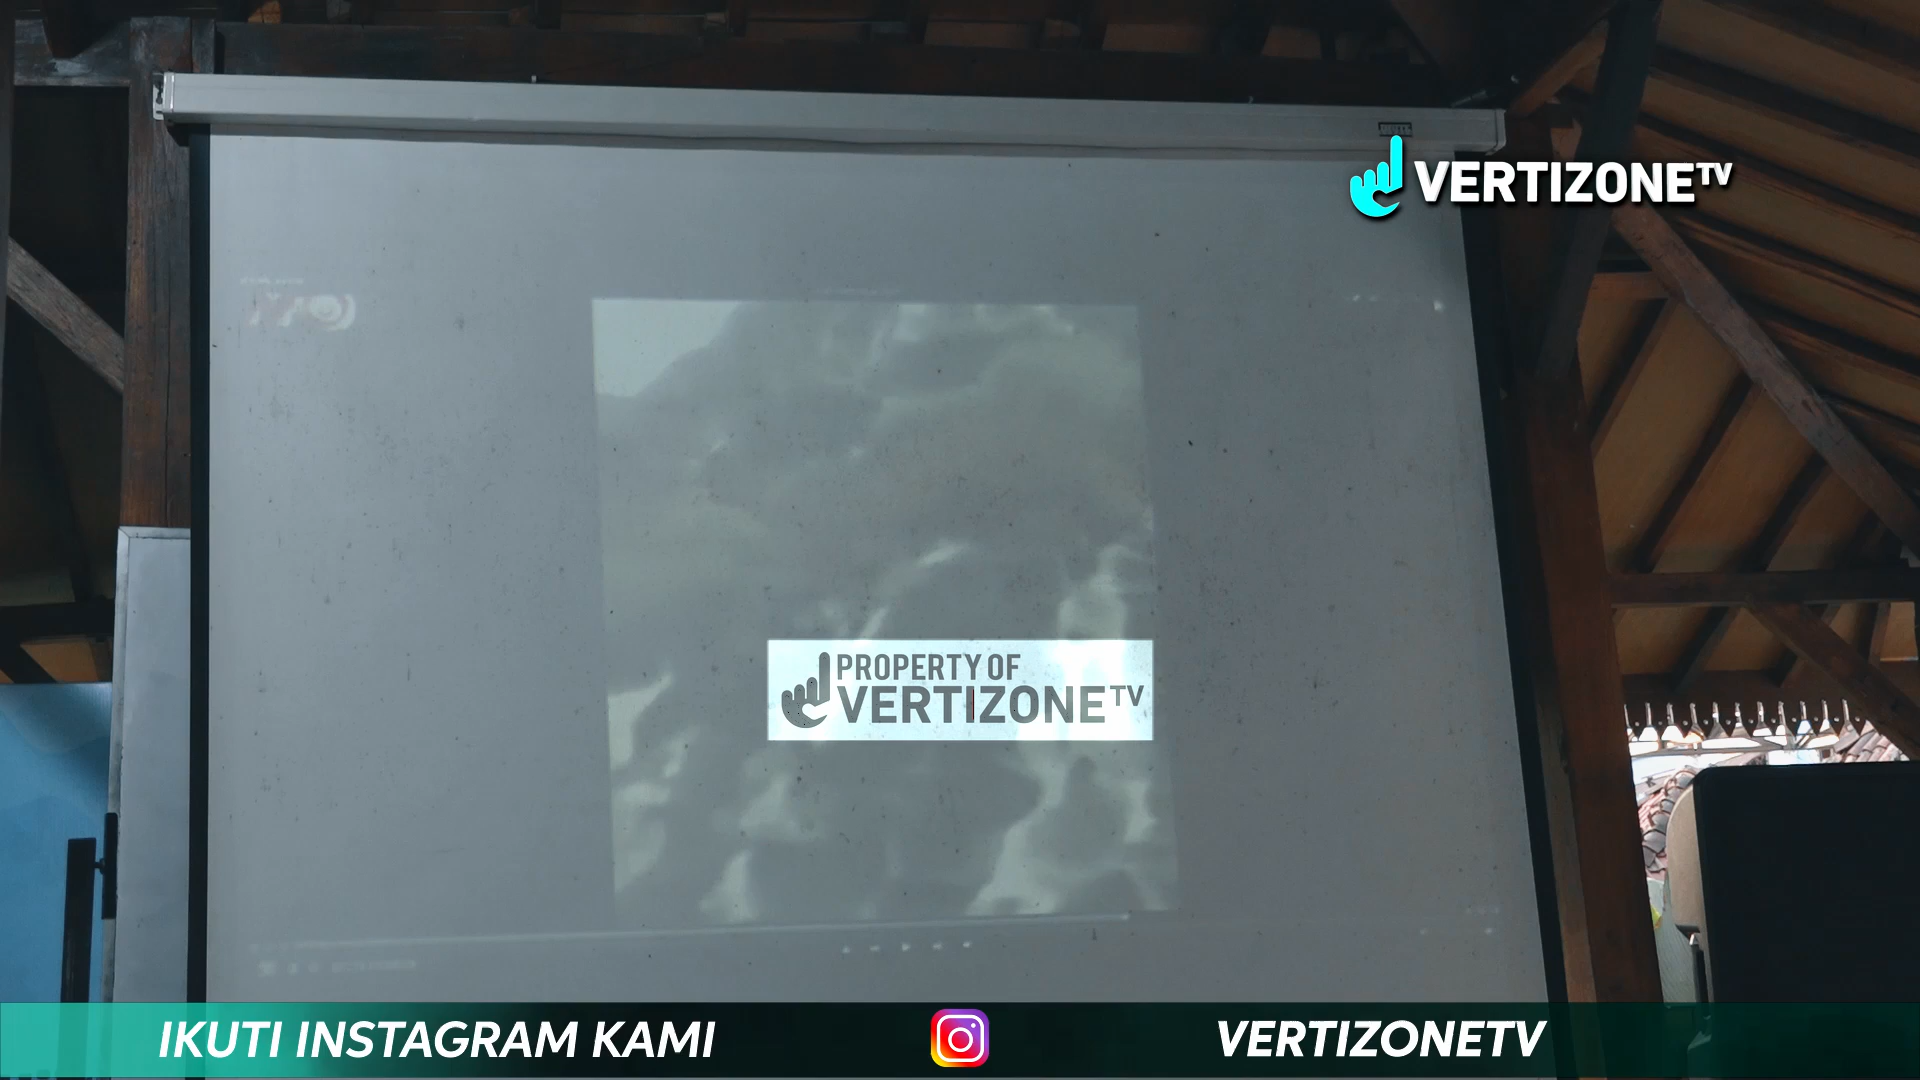 VERTIZONETV
PROPERTY OF
VERTIZONETV
IKUTI INSTAGRAM KAMI
VERTIZONETV